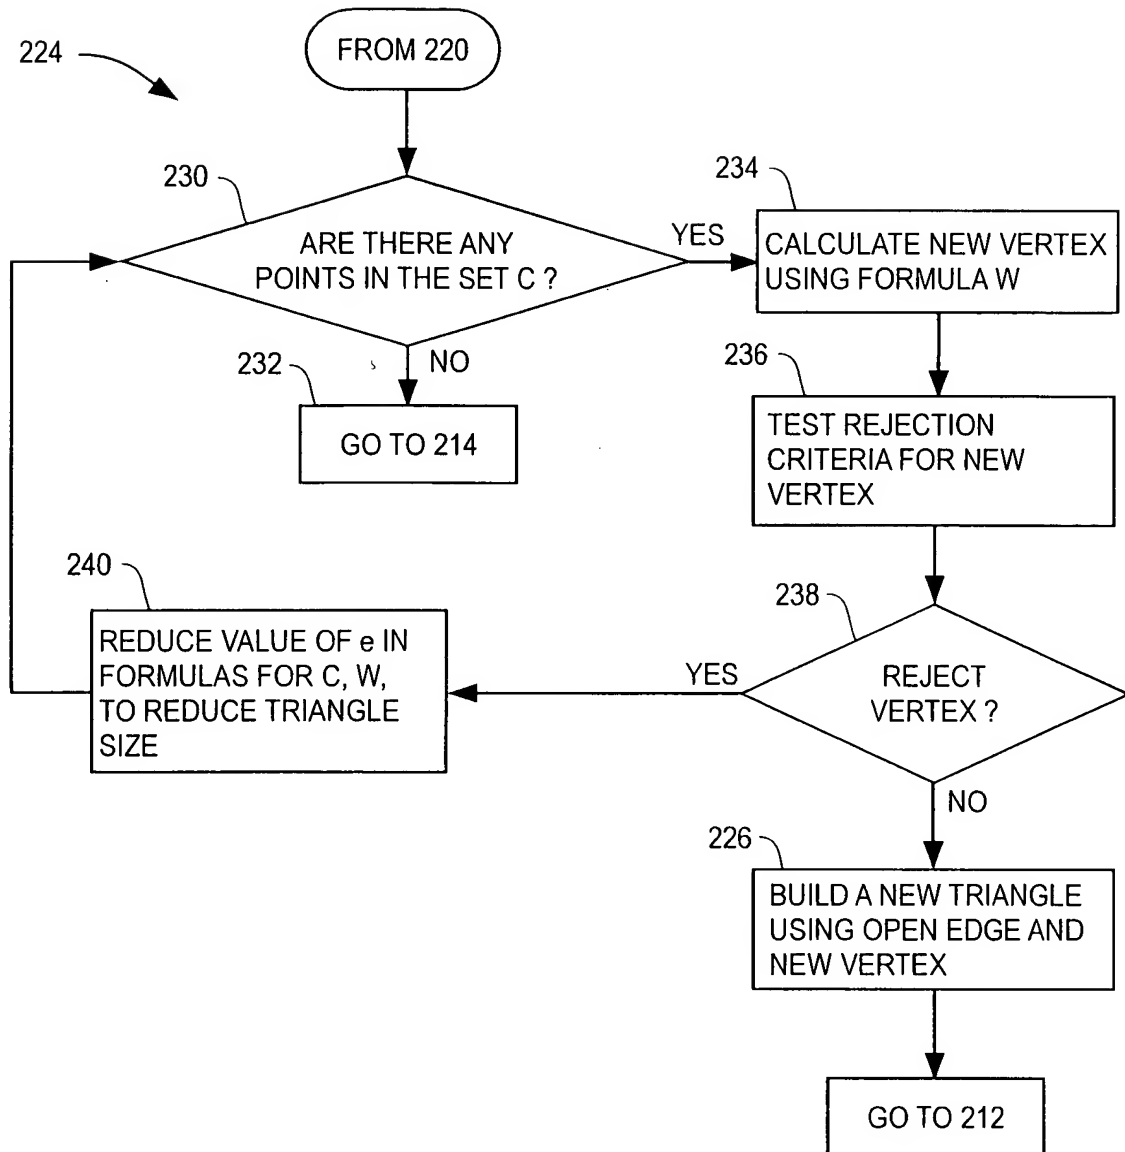 224
FROM 220
230
ARE THERE ANY
POINTS IN THE SET C ?
YES
234
CALCULATE NEW VERTEX
USING FORMULA W
NO
232
GO TO 214
236
TEST REJECTION
CRITERIA FOR NEW
VERTEX
240
REDUCE VALUE OF e IN
FORMULAS FOR C, W,
TO REDUCE TRIANGLE
SIZE
238
YES
REJECT
VERTEX ?
NO
226
BUILD A NEW TRIANGLE
USING OPEN EDGE AND
NEW VERTEX
GO TO 212